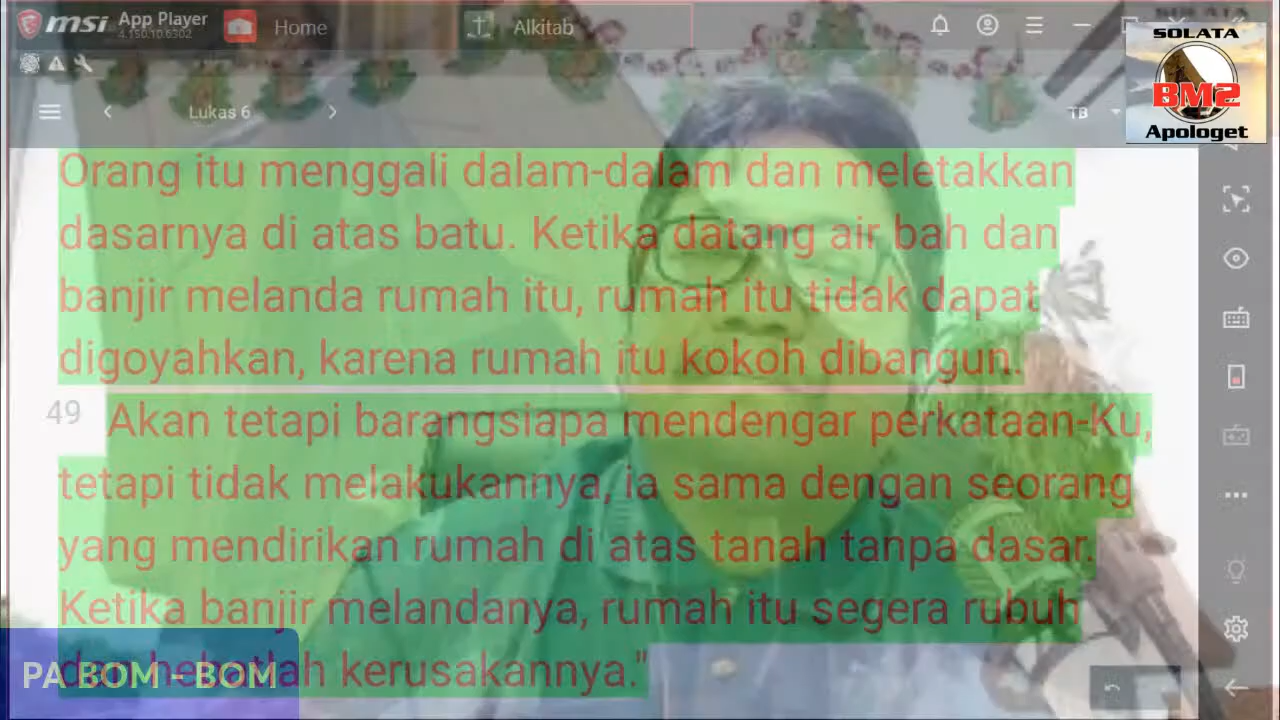 msi App Player
4.150.10.6302
Home
Alkitab
SOLATA
BM2
Apologet
Lukas 6
TB
Orang itu menggali dalam-dalam dan meletakkan
dasarnya di atas batu. Ketika datang air bah dan
banjir melanda rumah itu, rumah itu tidak dapat
digoyahkan, karena rumah itu kokoh dibangun.
49 Akan tetapi barangsiapa mendengar perkataan-Ku,
tetapi tidak melakukannya, ia sama dengan seorang
yang mendirikan rumah di atas tanah tanpa dasar.
Ketika banjir melandanya, rumah itu segera rubuh
dan hebatlah kerusakannya."
PA BOM - BOM